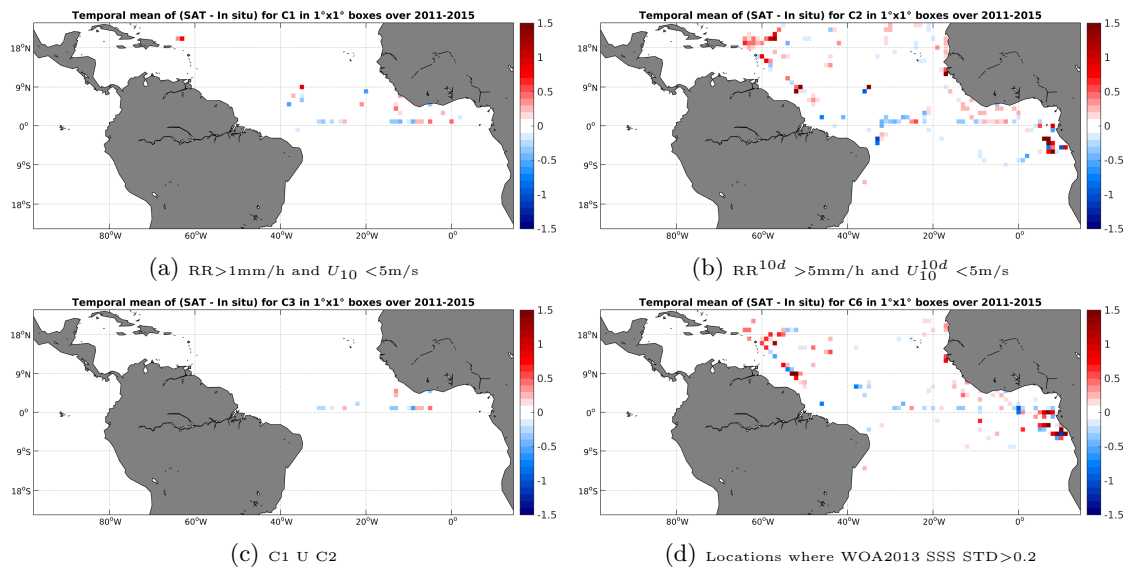 Temporal mean of (SAT - In situ) for C1 in 1°x1° boxes over 2011-2015
18°N
9°N
0°
9°S
18°S
80°W
60°W
40°W
20°W
0°
1.5
1
0.5
0
-0.5
-1
-1.5
(a) RR>1mm/h and U10 <5m/s
Temporal mean of (SAT - In situ) for C2 in 1°x1° boxes over 2011-2015
18°N
9°N
0°
9°S
18°S
80°W
60°W
40°W
20°W
0°
1.5
1
0.5
0
-0.5
-1
-1.5
(b) RR^10d >5mm/h and U10^10d <5m/s
Temporal mean of (SAT - In situ) for C3 in 1°x1° boxes over 2011-2015
18°N
9°N
0°
9°S
18°S
80°W
60°W
40°W
20°W
0°
1.5
1
0.5
0
-0.5
-1
-1.5
(c) C1 U C2
Temporal mean of (SAT - In situ) for C6 in 1°x1° boxes over 2011-2015
18°N
9°N
0°
9°S
18°S
80°W
60°W
40°W
20°W
0°
1.5
1
0.5
0
-0.5
-1
-1.5
(d) Locations where WOA2013 SSS STD>0.2